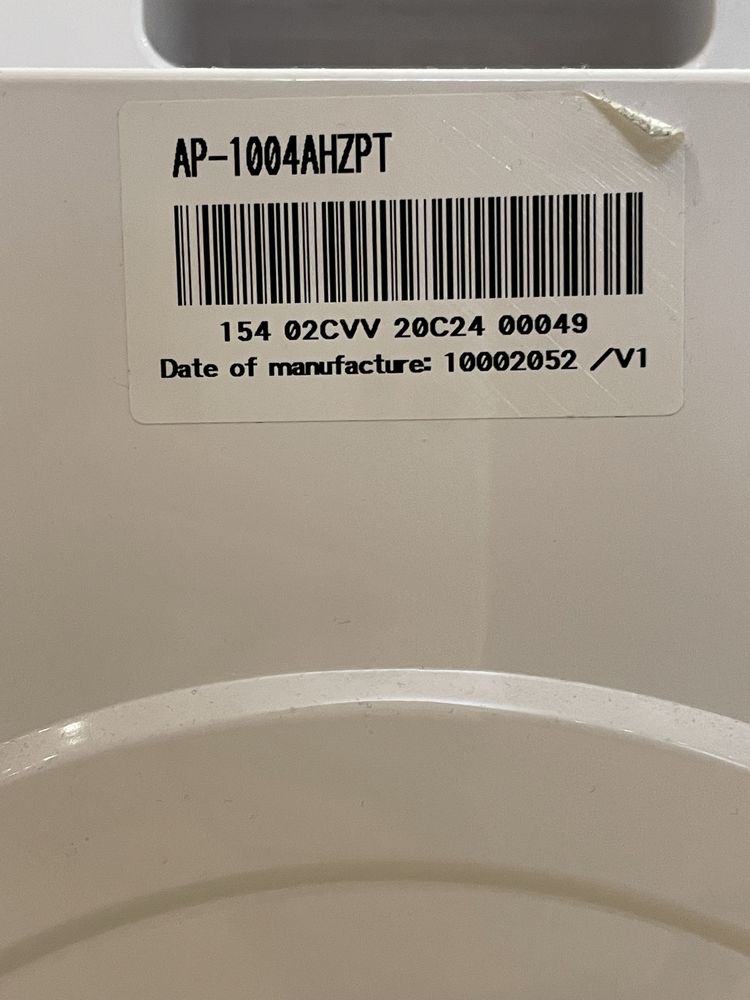 AP-1004AHZPT
154 02CVV 20C24 00049
Date of manufacture: 10002052 /V1